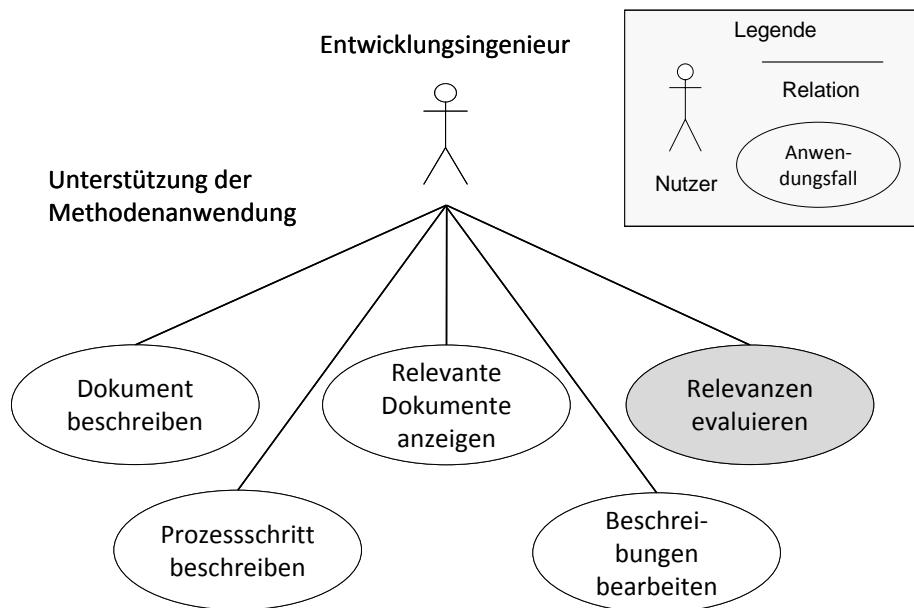 Entwicklungsingenieur
Legende
Relation
Nutzer
Anwen-
dungsfall
Unterstützung der
Methodenanwendung
Dokument
beschreiben
Relevante
Dokumente
anzeigen
Relevanzen
evaluieren
Prozessschritt
beschreiben
Beschrei-
bungen
bearbeiten